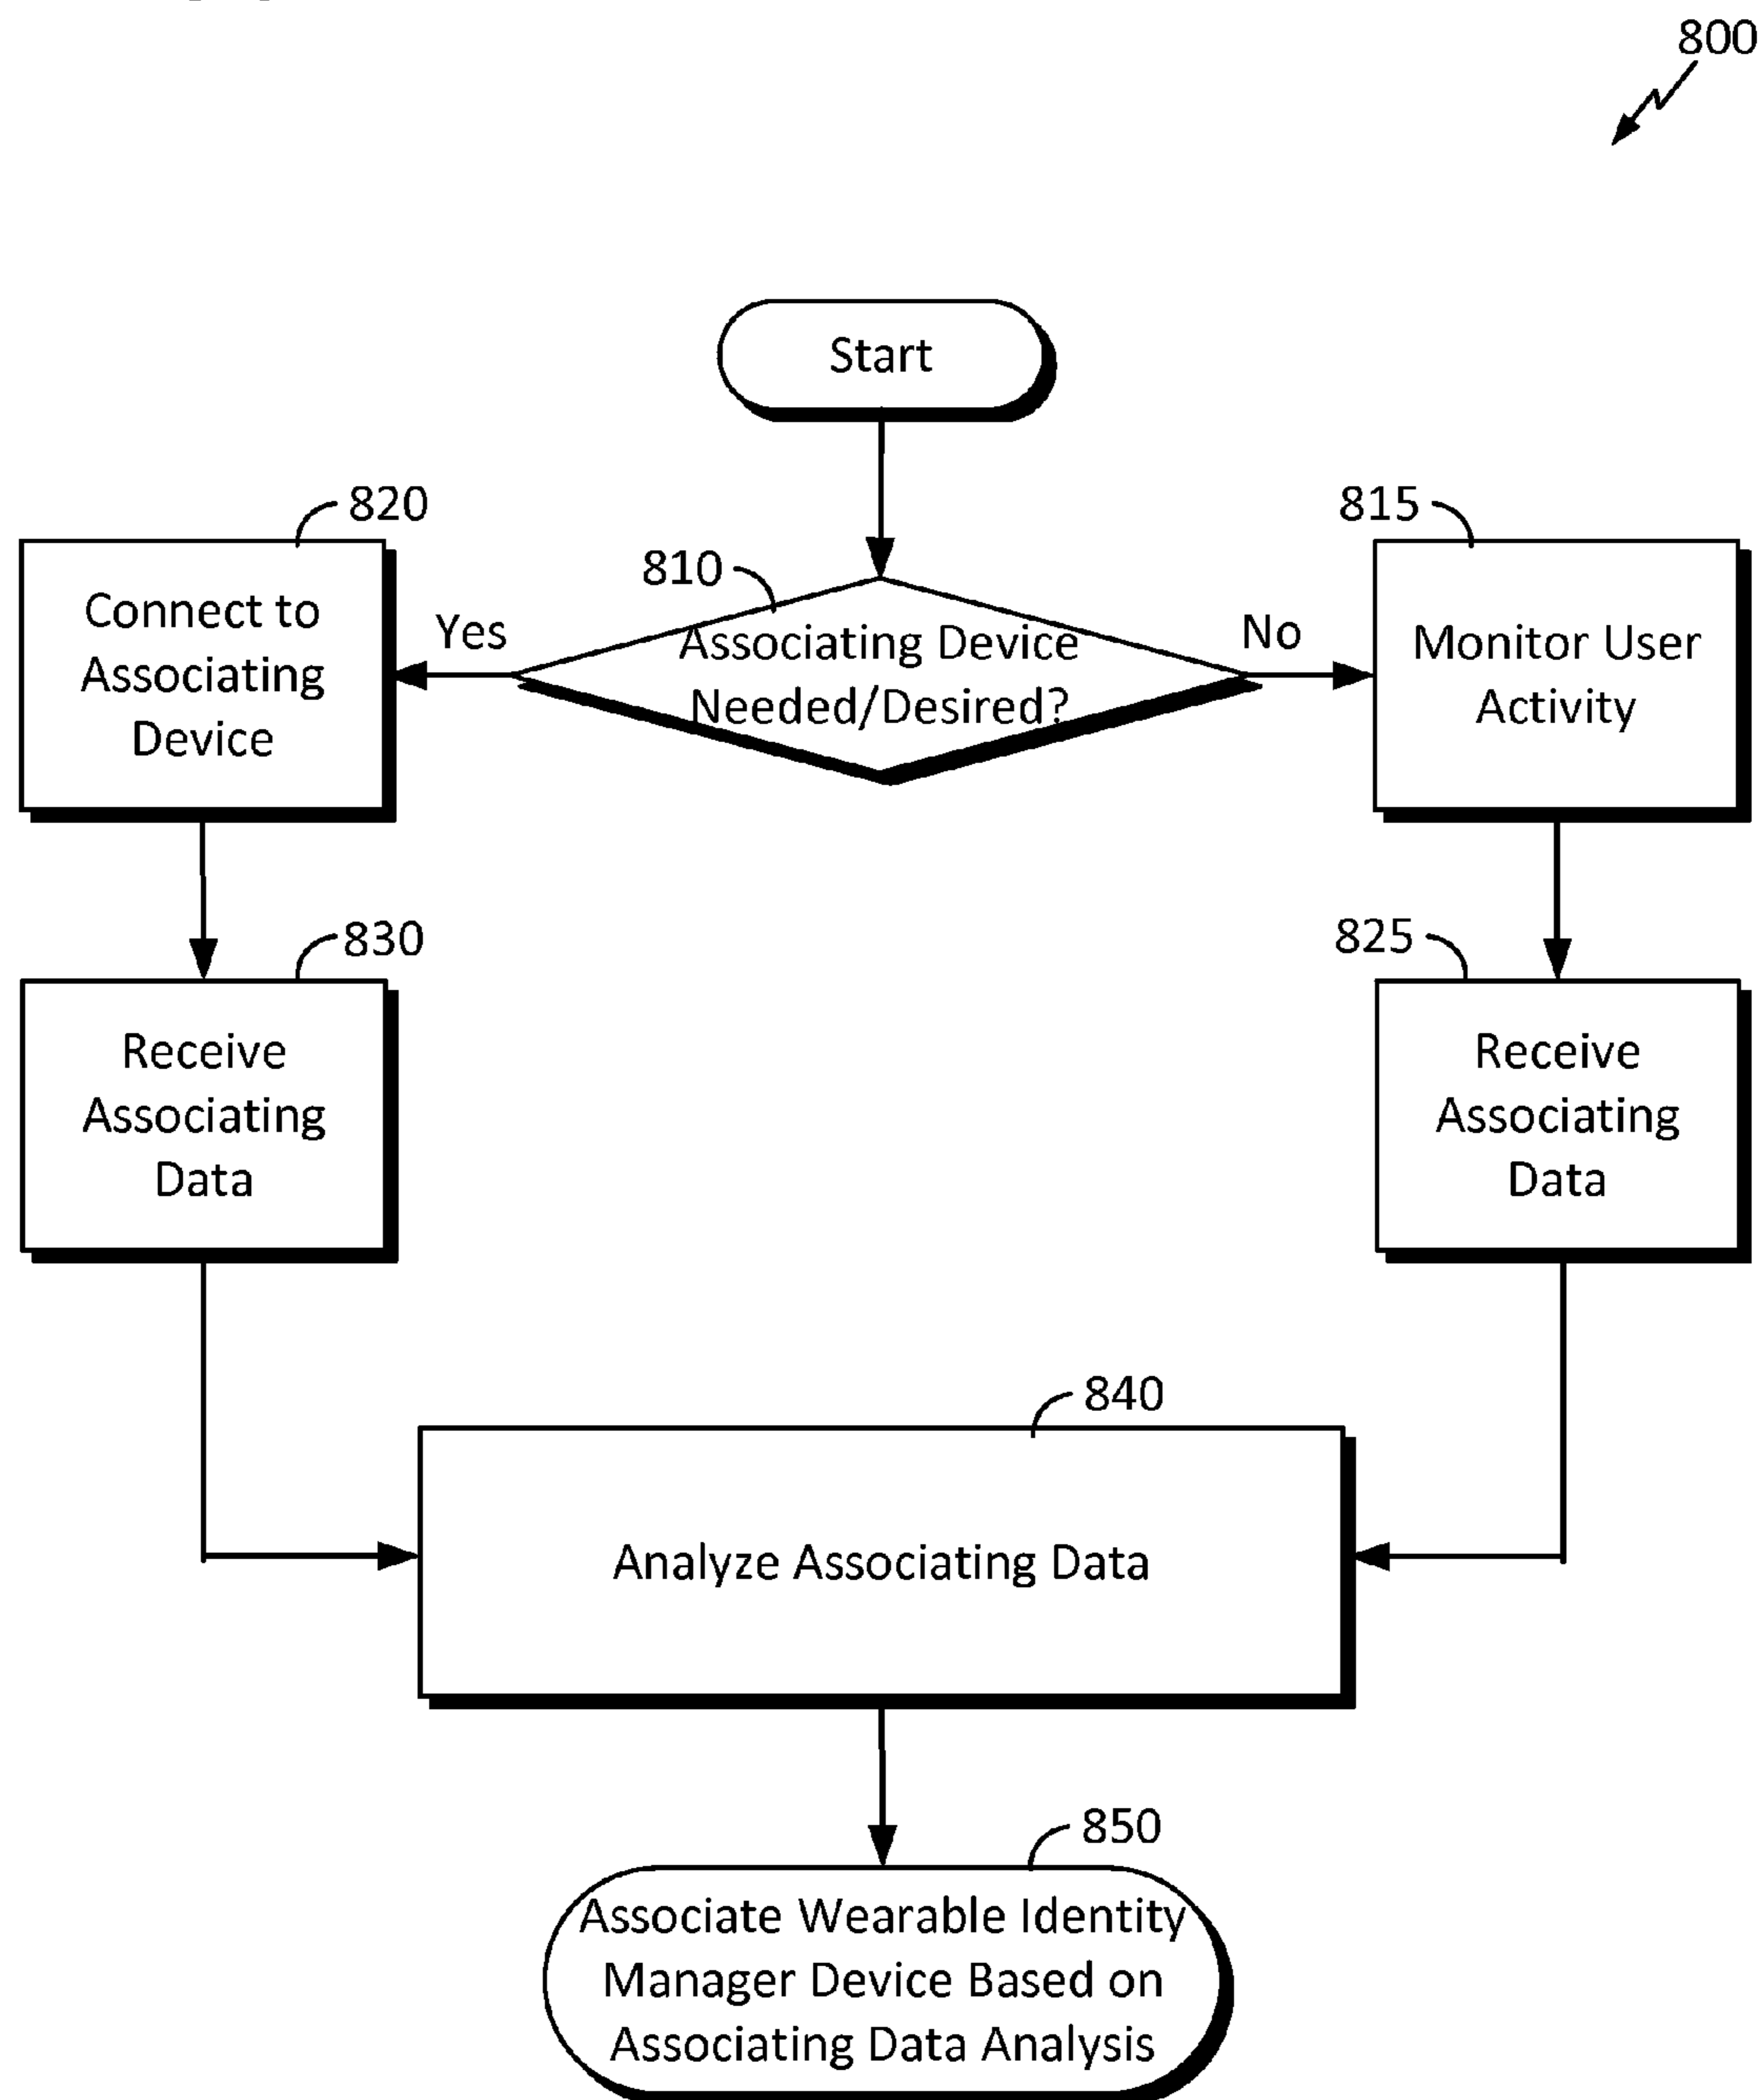 800
Start
820
Connect to
Associating
Device
Yes
810
Associating Device
Needed/Desired?
No
815
Monitor User
Activity
830
Receive
Associating
Data
825
Receive
Associating
Data
840
Analyze Associating Data
850
Associate Wearable Identity
Manager Device Based on
Associating Data Analysis